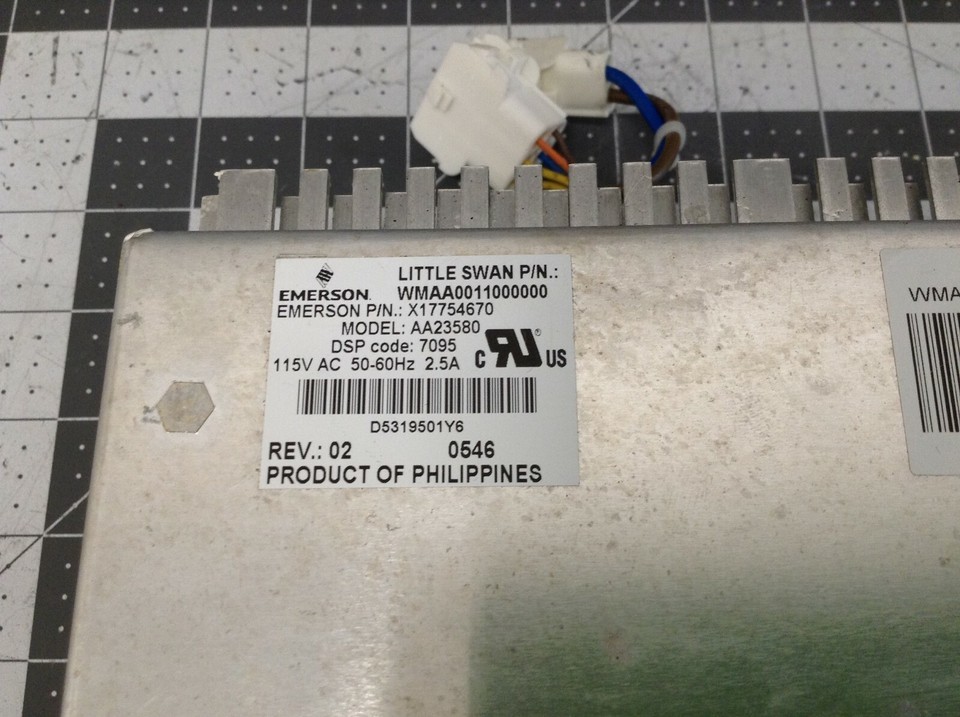 LITTLE SWAN P/N.:
EMERSON. WMAA0011000000
EMERSON P/N.: X17754670
MODEL: AA23580
DSP code: 7095
115V AC 50-60Hz 2.5A
C RU ® US
D5319501Y6
REV.: 02 0546
PRODUCT OF PHILIPPINES
WMA